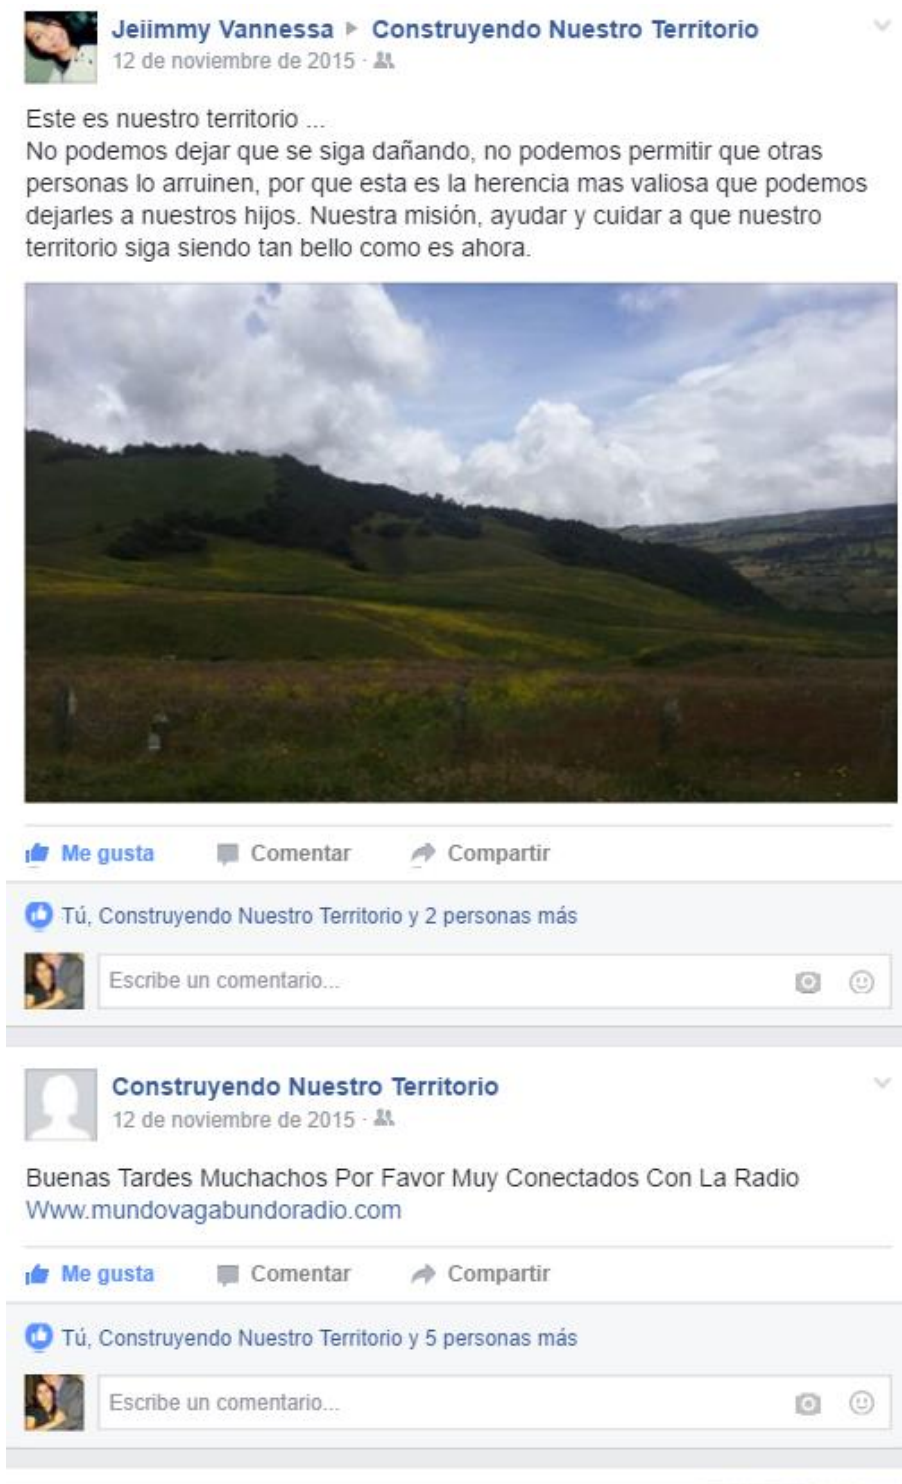 Jeiimmy Vannessa ▸ Construyendo Nuestro Territorio
12 de noviembre de 2015 ·
Este es nuestro territorio ...
No podemos dejar que se siga dañando, no podemos permitir que otras
personas lo arruinen, por que esta es la herencia mas valiosa que podemos
dejarles a nuestros hijos. Nuestra misión, ayudar y cuidar a que nuestro
territorio siga siendo tan bello como es ahora.
Me gusta Comentar Compartir
Tú, Construyendo Nuestro Territorio y 2 personas más
Escribe un comentario...
Construyendo Nuestro Territorio
12 de noviembre de 2015 ·
Buenas Tardes Muchachos Por Favor Muy Conectados Con La Radio
Www.mundovagabundoradio.com
Me gusta Comentar Compartir
Tú, Construyendo Nuestro Territorio y 5 personas más
Escribe un comentario...